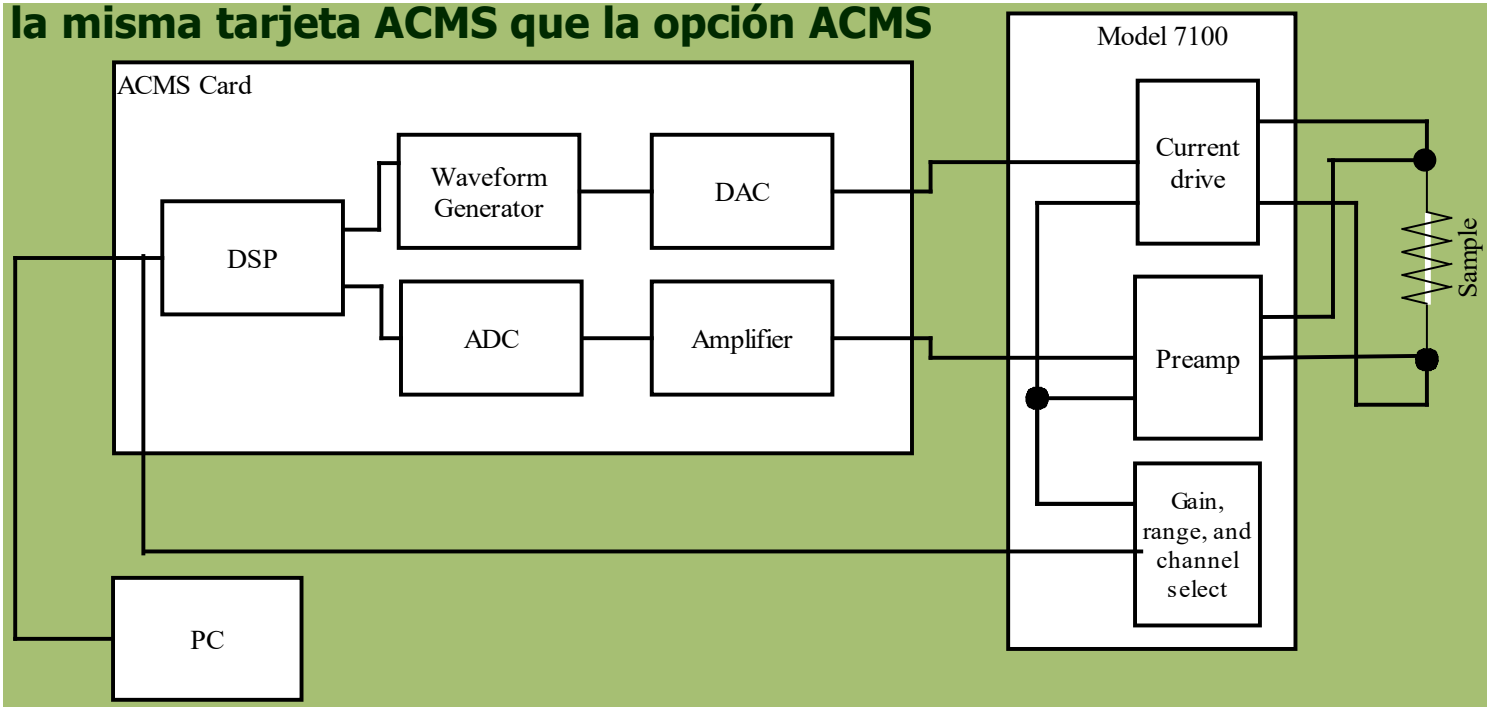 la misma tarjeta ACMS que la opción ACMS
Model 7100
ACMS Card
Waveform
Generator
DAC
Current
drive
DSP
Sample
ADC
Amplifier
Preamp
Gain,
range, and
channel
select
PC